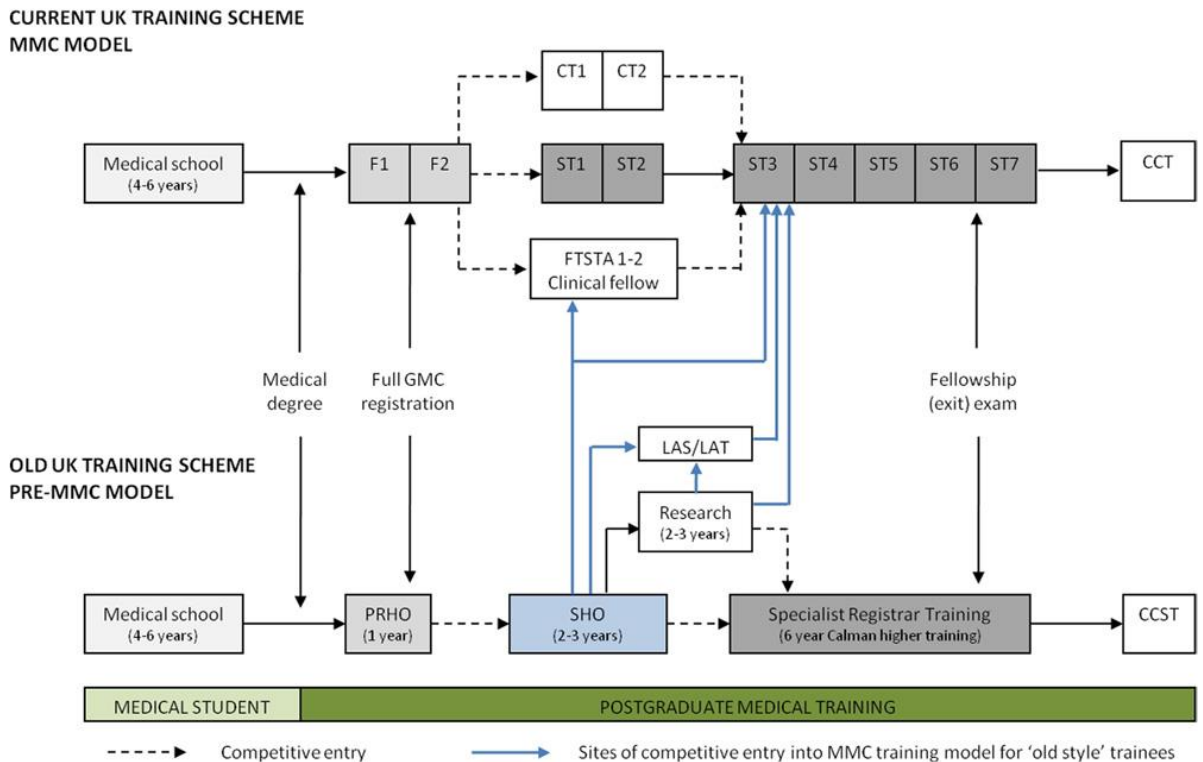 CURRENT UK TRAINING SCHEME
MMC MODEL
CT1 CT2
Medical school
(4-6 years)
F1 F2
ST1 ST2
ST3 ST4 ST5 ST6 ST7
CCT
FTSTA 1-2
Clinical fellow
Medical
degree
Full GMC
registration
Fellowship
(exit) exam
LAS/LAT
OLD UK TRAINING SCHEME
PRE-MMC MODEL
Research
(2-3 years)
Medical school
(4-6 years)
PRHO
(1 year)
SHO
(2-3 years)
Specialist Registrar Training
(6 year Calman higher training)
CCST
MEDICAL STUDENT
POSTGRADUATE MEDICAL TRAINING
Competitive entry
Sites of competitive entry into MMC training model for ‘old style’ trainees